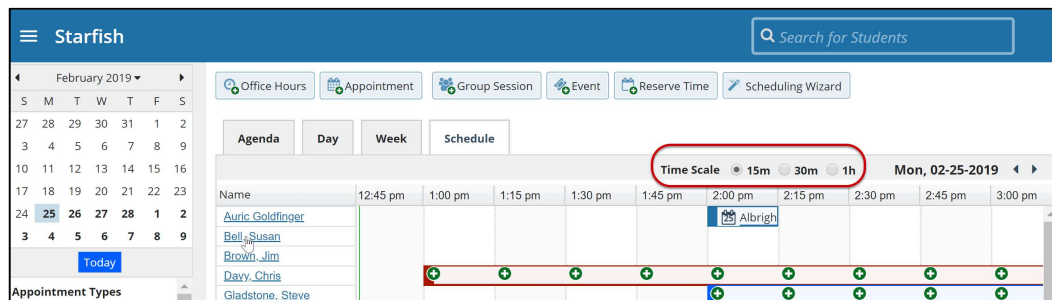 Starfish
Search for Students
February 2019
S M T W T F S
27 28 29 30 31 1 2
3 4 5 6 7 8 9
10 11 12 13 14 15 16
17 18 19 20 21 22 23
24 25 26 27 28 1 2
3 4 5 6 7 8 9
Today
Appointment Types
Office Hours Appointment Group Session Event Reserve Time Scheduling Wizard
Agenda Day Week Schedule
Time Scale 15m 30m 1h Mon, 02-25-2019
Name 12:45 pm 1:00 pm 1:15 pm 1:30 pm 1:45 pm 2:00 pm 2:15 pm 2:30 pm 2:45 pm 3:00 pm
Auric Goldfinger 25 Albrigh
Bell, Susan
Brown, Jim
Davy, Chris
Gladstone, Steve